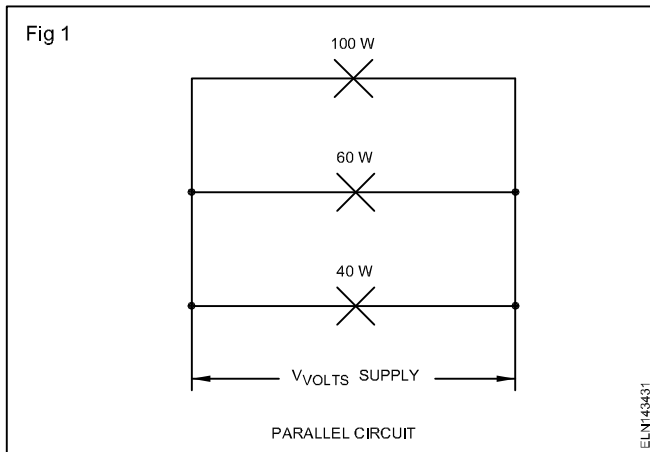 Fig 1
100 W
60 W
40 W
VVOLTS SUPPLY
PARALLEL CIRCUIT
ELN143431